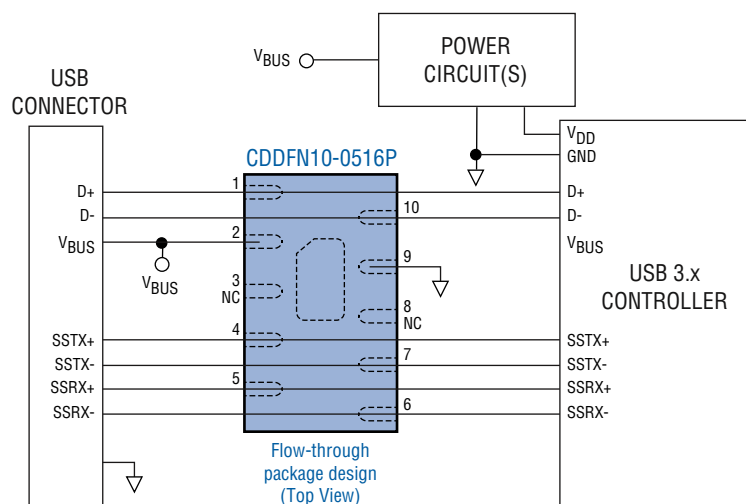 POWER
CIRCUIT(S)
VBUS
USB
CONNECTOR
VDD
GND
CDDFN10-0516P
D+
1
D+
D-
10
D-
VBUS
2
VBUS
VBUS
9
USB 3.x
CONTROLLER
3
NC
8
NC
SSTX+
4
SSTX+
SSTX-
7
SSTX-
SSRX+
5
SSRX+
SSRX-
6
SSRX-
Flow-through
package design
(Top View)